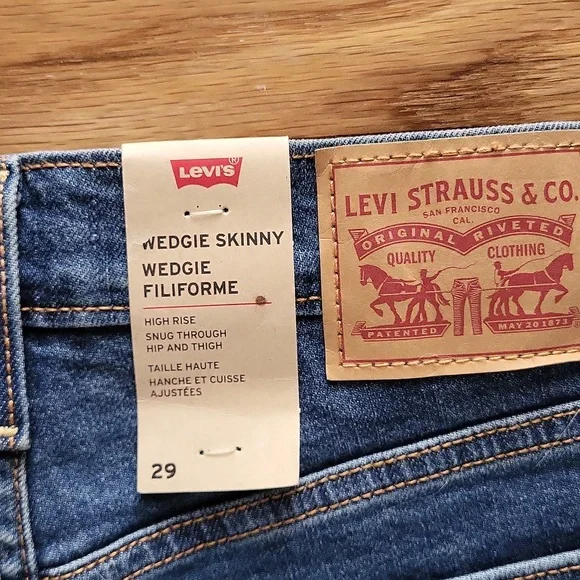 LEVI'S®
WEDGIE SKINNY
WEDGIE
FILIFORME
HIGH RISE
SNUG THROUGH
HIP AND THIGH
TAILLE HAUTE
HANCHE ET CUISSE
AJUSTÉES
29
LEVI STRAUSS & CO.
SAN FRANCISCO
CAL.
ORIGINAL RIVETED
QUALITY CLOTHING
PATENTED MAY 20 1873